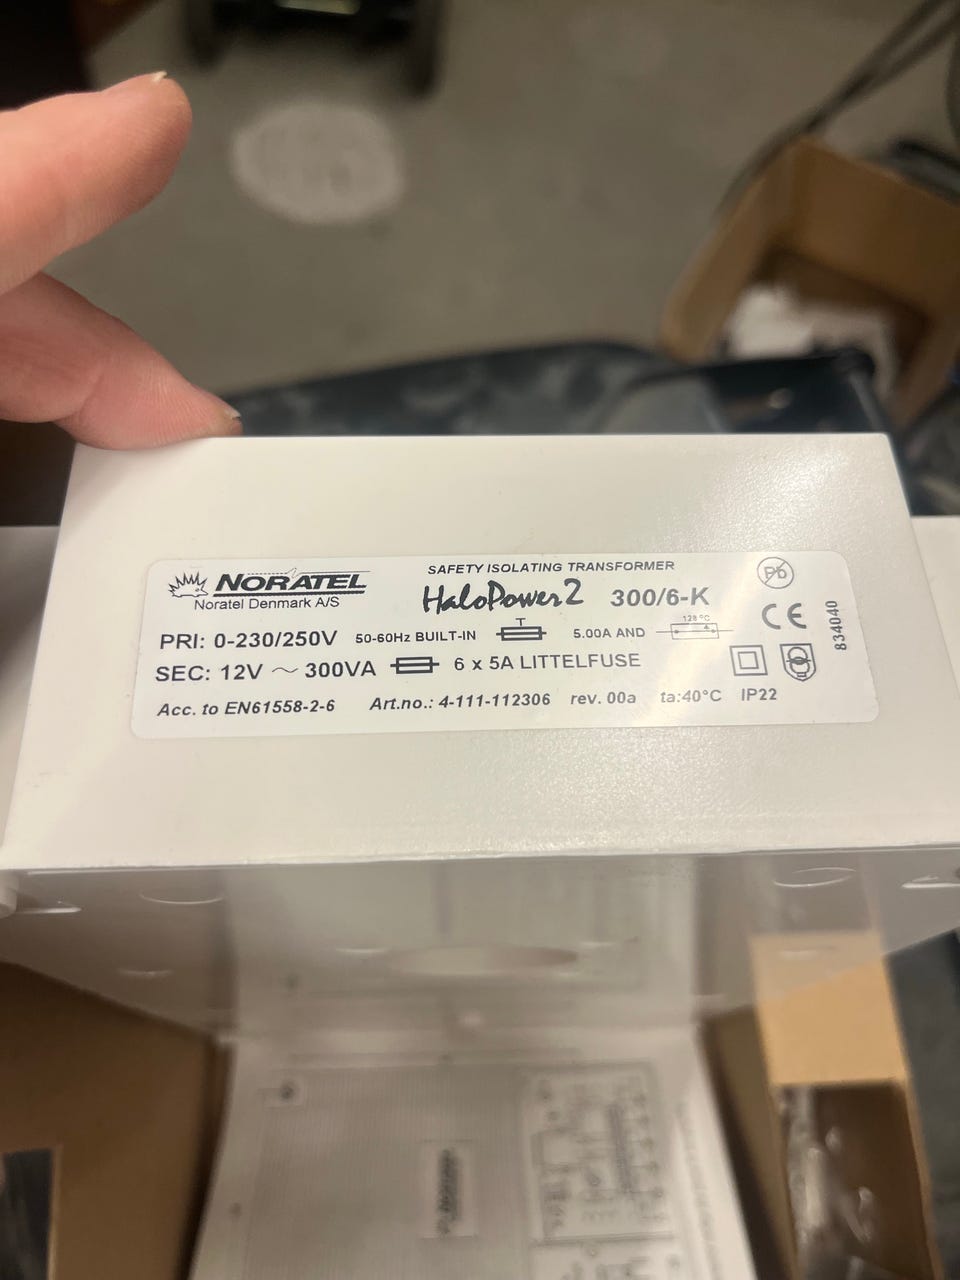 NORATEL
Noratel Denmark A/S
SAFETY ISOLATING TRANSFORMER
HaloPower2 300/6-K
Pb
CE
834040
PRI: 0-230/250V 50-60Hz BUILT-IN T 5.00A AND 128°C
SEC: 12V ~ 300VA 6 x 5A LITTELFUSE
Acc. to EN61558-2-6 Art.no.: 4-111-112306 rev. 00a ta:40°C IP22